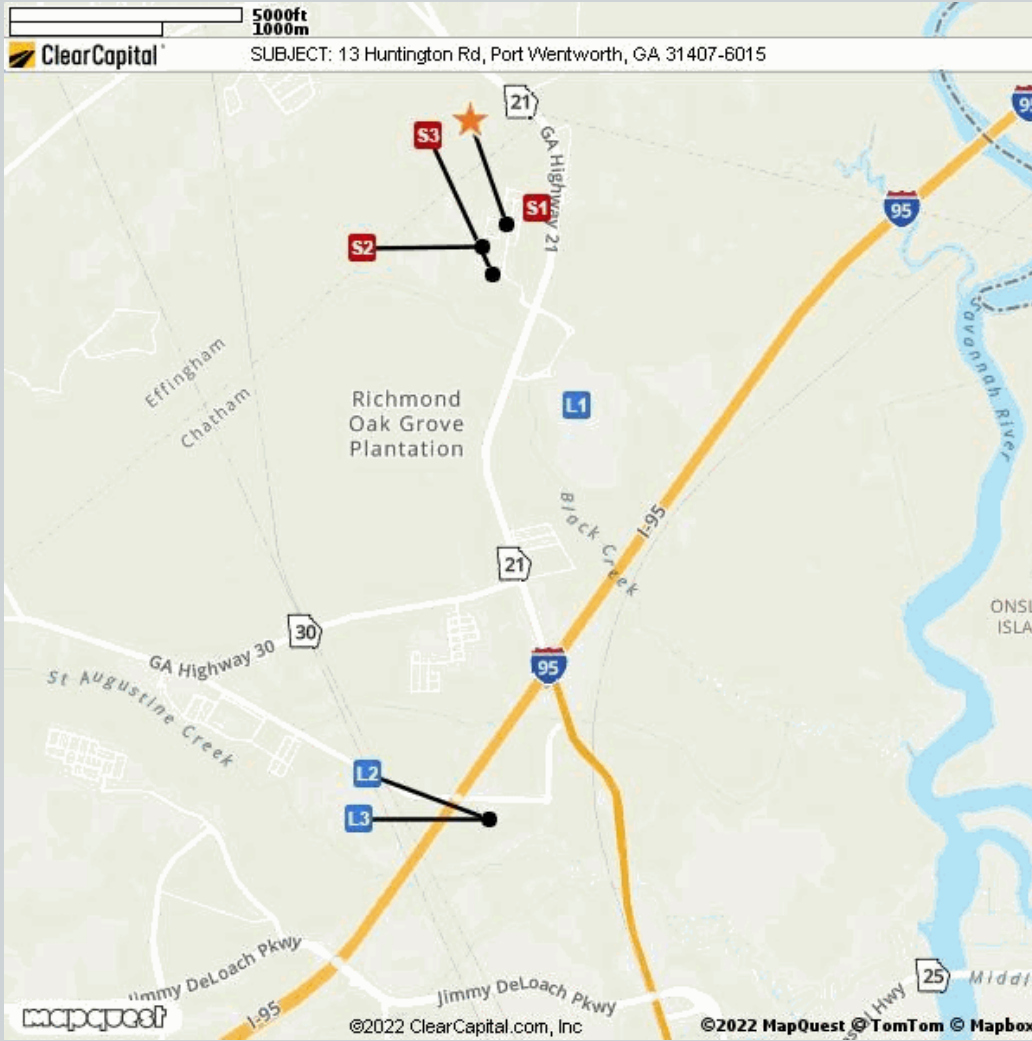 5000ft
1000m
ClearCapital
SUBJECT: 13 Huntington Rd, Port Wentworth, GA 31407-6015
21
95
S3
GA Highway 21
S1
95
S2
Savannah River
Effingham
Chatham
Richmond
Oak Grove
Plantation
L1
Black Creek
I-95
21
30
GA Highway 30
ONSL
ISLA
95
St Augustine Creek
L2
L3
Jimmy DeLoach Pkwy
Jimmy DeLoach Pkwy
25
Middl
Hwy
I-95
mapquest
©2022 ClearCapital.com, Inc
©2022 MapQuest © TomTom © Mapbox